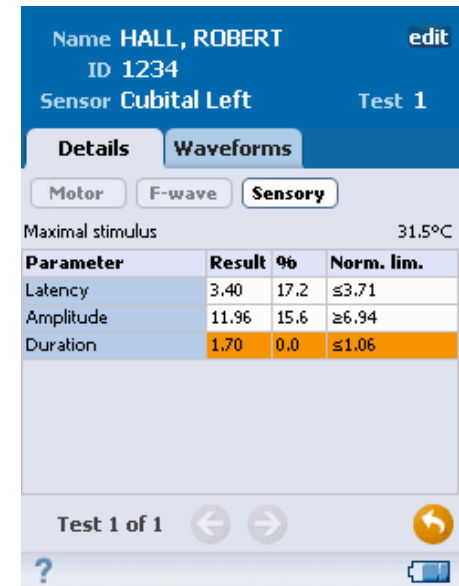 Name HALL, ROBERT edit
ID 1234
Sensor Cubital Left Test 1
Details Waveforms
Motor F-wave Sensory
Maximal stimulus 31.5°C
Parameter Result % Norm. lim.
Latency 3.40 17.2 ≤3.71
Amplitude 11.96 15.6 ≥6.94
Duration 1.70 0.0 ≤1.06
Test 1 of 1
?